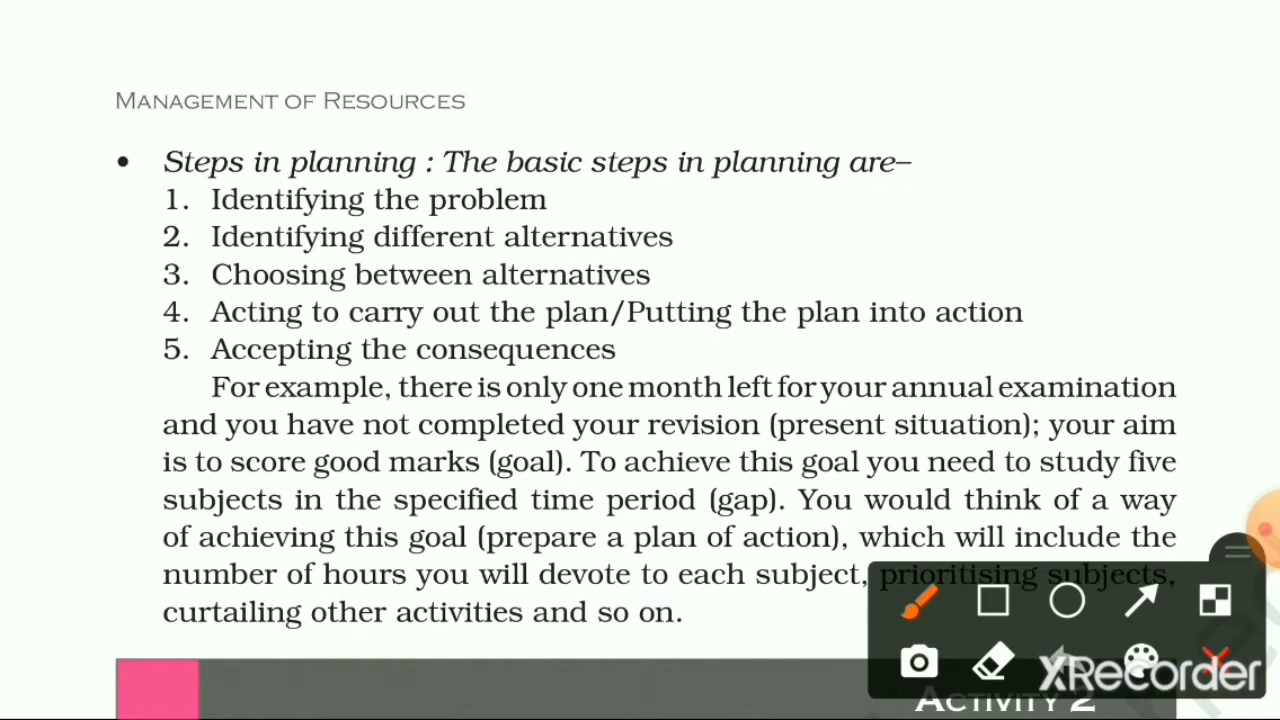 MANAGEMENT OF RESOURCES
• Steps in planning : The basic steps in planning are–
1. Identifying the problem
2. Identifying different alternatives
3. Choosing between alternatives
4. Acting to carry out the plan/Putting the plan into action
5. Accepting the consequences
For example, there is only one month left for your annual examination
and you have not completed your revision (present situation); your aim
is to score good marks (goal). To achieve this goal you need to study five
subjects in the specified time period (gap). You would think of a way
of achieving this goal (prepare a plan of action), which will include the
number of hours you will devote to each subject, prioritising subjects,
curtailing other activities and so on.
XRecorder
ACTIVITY 2